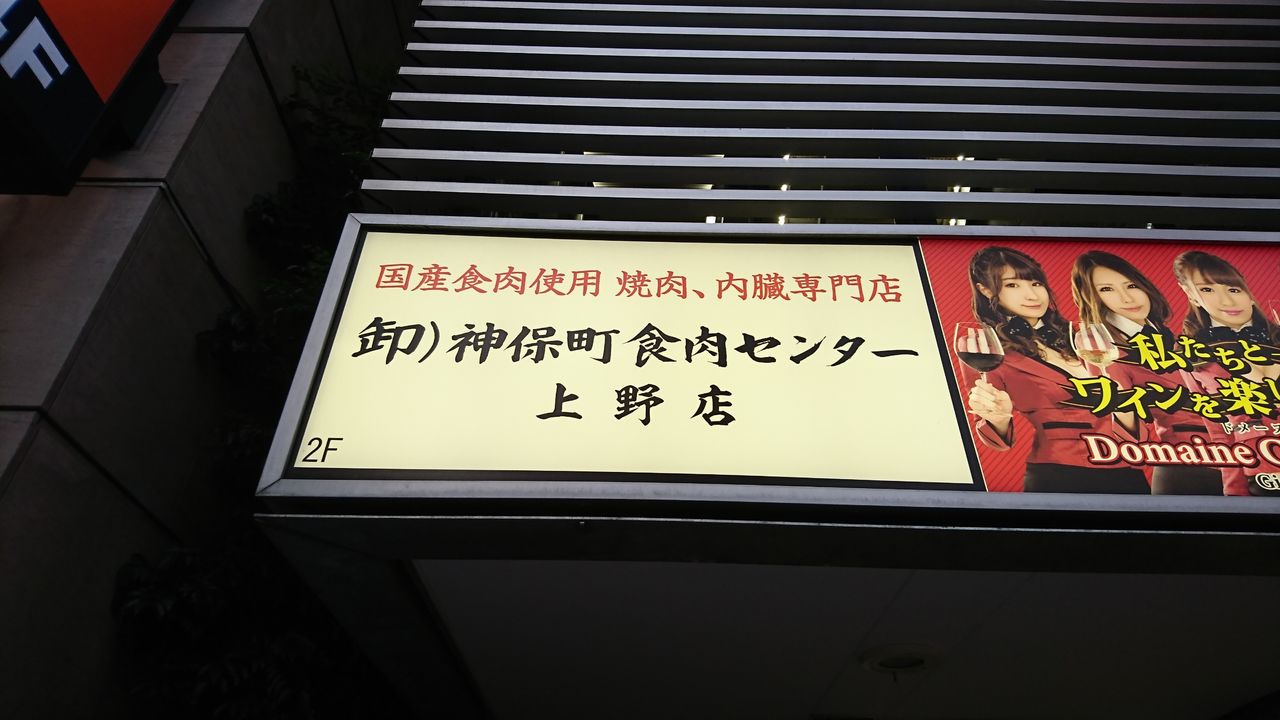 国産食肉使用 焼肉、内臓専門店
卸)神保町食肉センター
上野店
2F
私たちと
ワインを楽し
Domaine